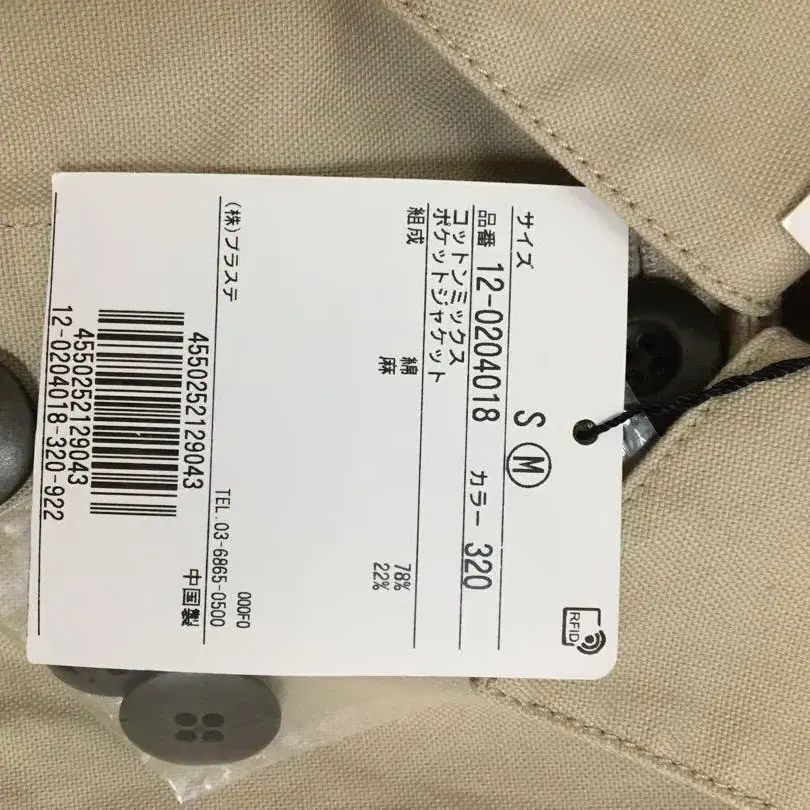 サイズ S M
品番 12-0204018 カラー 320
コットンミックス
ポケットジャケット
組成 綿 78%
麻 22%
000F0
(株)プラステ TEL.03-6865-0500
中国製
4550252129043
4550252129043
12-0204018-320-922
RFID